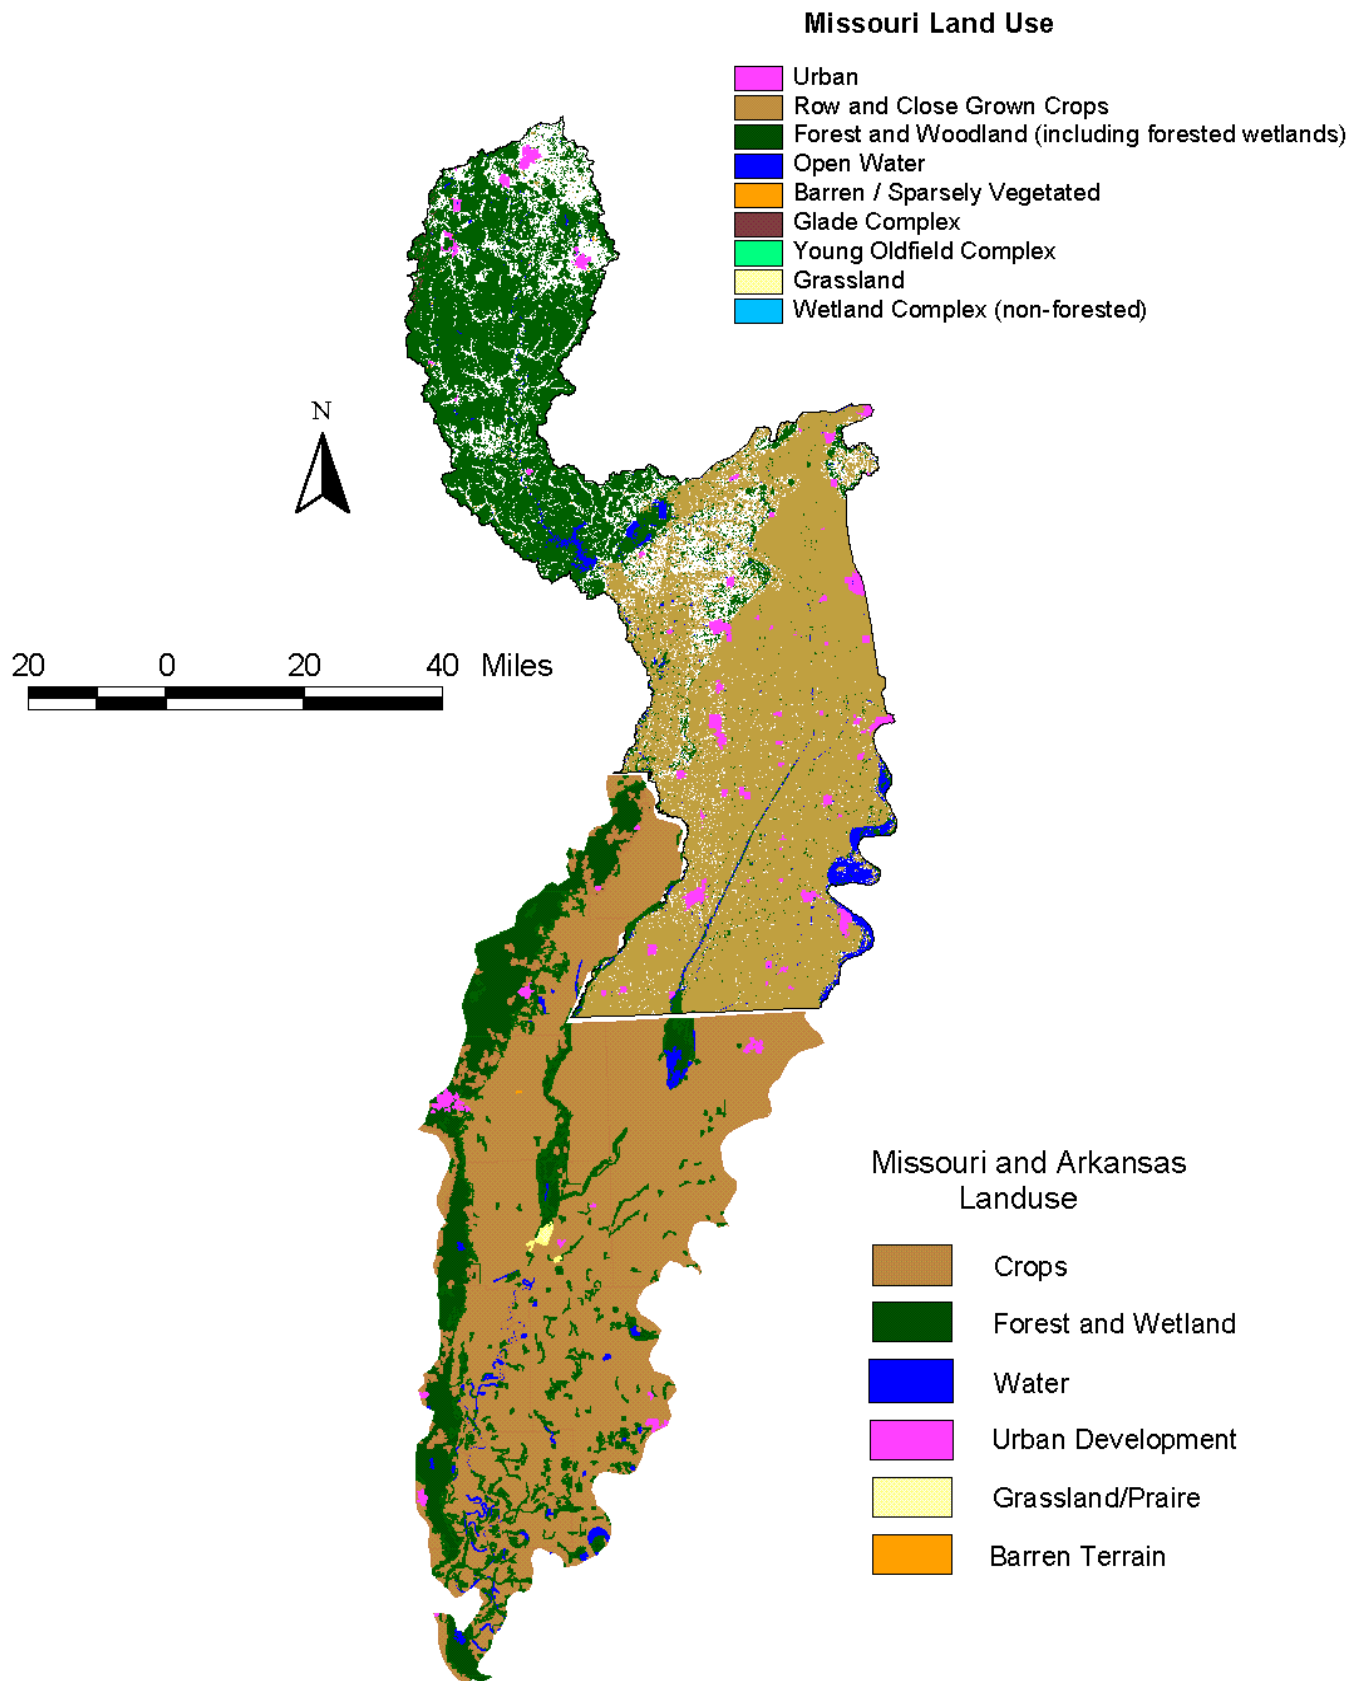 Missouri Land Use
Urban
Row and Close Grown Crops
Forest and Woodland (including forested wetlands)
Open Water
Barren / Sparsely Vegetated
Glade Complex
Young Oldfield Complex
Grassland
Wetland Complex (non-forested)
N
20 0 20 40 Miles
Missouri and Arkansas
Landuse
Crops
Forest and Wetland
Water
Urban Development
Grassland/Praire
Barren Terrain